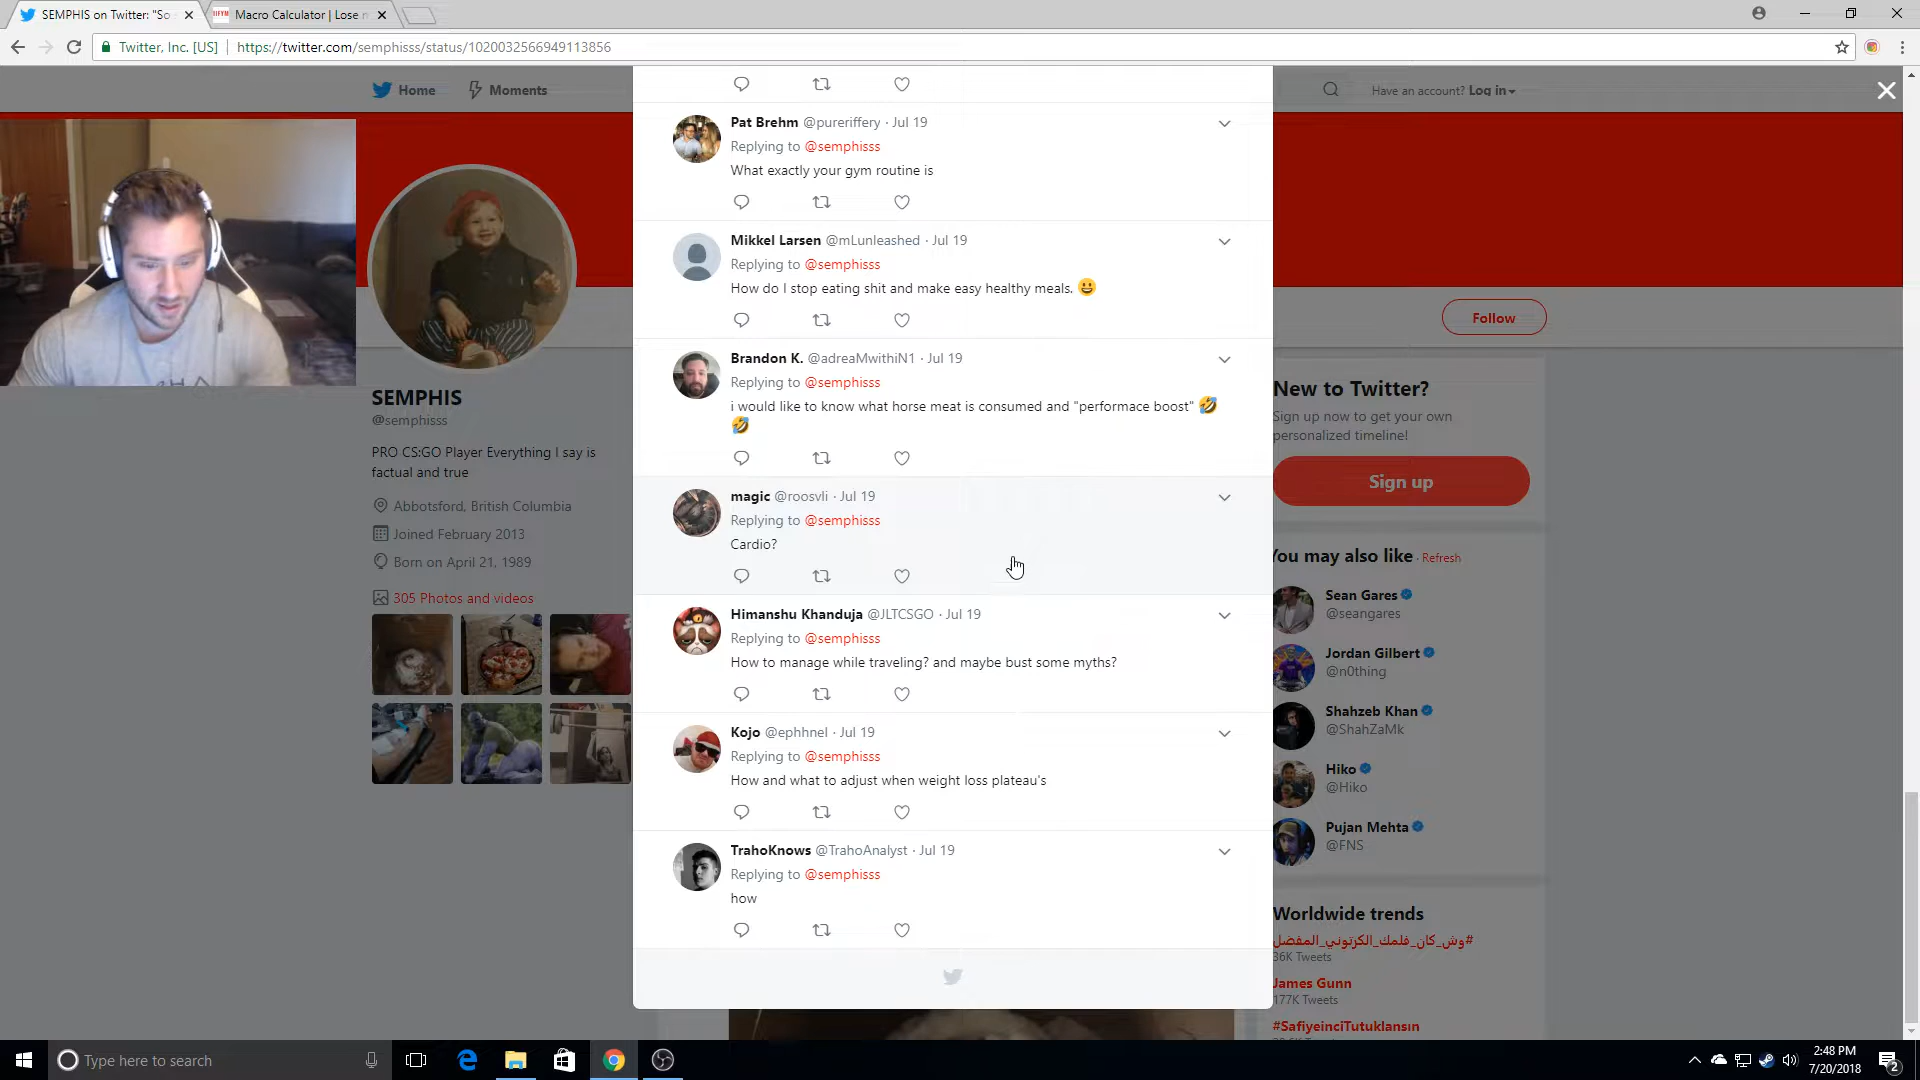 SEMPHIS on Twitter: "So
Macro Calculator | Lose
Twitter, Inc. [US]
https://twitter.com/semphisss/status/1020032566949113856
Home
Moments
Have an account? Log in
Pat Brehm @pureriffery · Jul 19
Replying to @semphisss
What exactly your gym routine is
Mikkel Larsen @mLunleashed · Jul 19
Replying to @semphisss
How do I stop eating shit and make easy healthy meals. 😀
Brandon K. @adreaMwithiN1 · Jul 19
Replying to @semphisss
i would like to know what horse meat is consumed and "performace boost" 🤣
🤣
magic @roosvli · Jul 19
Replying to @semphisss
Cardio?
Himanshu Khanduja @JLTCSGO · Jul 19
Replying to @semphisss
How to manage while traveling? and maybe bust some myths?
Kojo @ephhnel · Jul 19
Replying to @semphisss
How and what to adjust when weight loss plateau's
TrahoKnows @TrahoAnalyst · Jul 19
Replying to @semphisss
how
SEMPHIS
@semphisss
PRO CS:GO Player Everything I say is
factual and true
Abbotsford, British Columbia
Joined February 2013
Born on April 21, 1989
305 Photos and videos
Follow
New to Twitter?
Sign up now to get your own
personalized timeline!
Sign up
You may also like · Refresh
Sean Gares
@seangares
Jordan Gilbert
@n0thing
Shahzeb Khan
@ShahZaMk
Hiko
@Hiko
Pujan Mehta
@FNS
Worldwide trends
#وش_كان_فلمك_الكرتوني_المفضل
36K Tweets
James Gunn
177K Tweets
#SafiyeinciTutuklansın
Type here to search
2:48 PM
7/20/2018
2